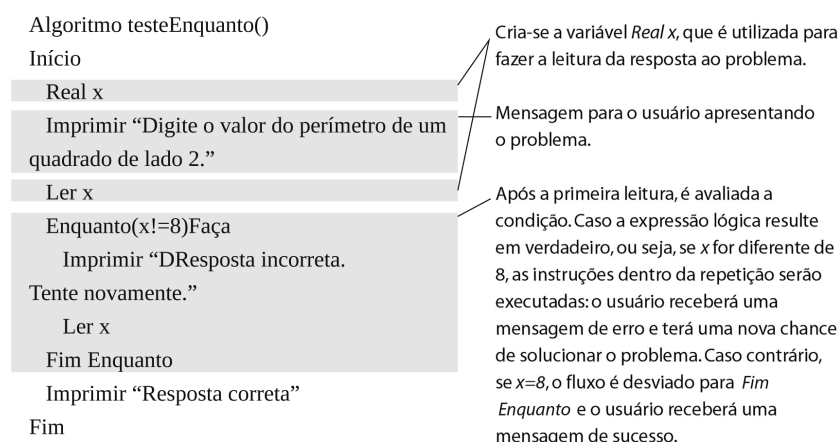 Algoritmo testeEnquanto()
Início
Real x
Imprimir “Digite o valor do perímetro de um
quadrado de lado 2.”
Ler x
Enquanto(x!=8)Faça
Imprimir “DResposta incorreta.
Tente novamente.”
Ler x
Fim Enquanto
Imprimir “Resposta correta”
Fim
Cria-se a variável Real x, que é utilizada para
fazer a leitura da resposta ao problema.
Mensagem para o usuário apresentando
o problema.
Após a primeira leitura, é avaliada a
condição. Caso a expressão lógica resulte
em verdadeiro, ou seja, se x for diferente de
8, as instruções dentro da repetição serão
executadas: o usuário receberá uma
mensagem de erro e terá uma nova chance
de solucionar o problema. Caso contrário,
se x=8, o fluxo é desviado para Fim
Enquanto e o usuário receberá uma
mensagem de sucesso.